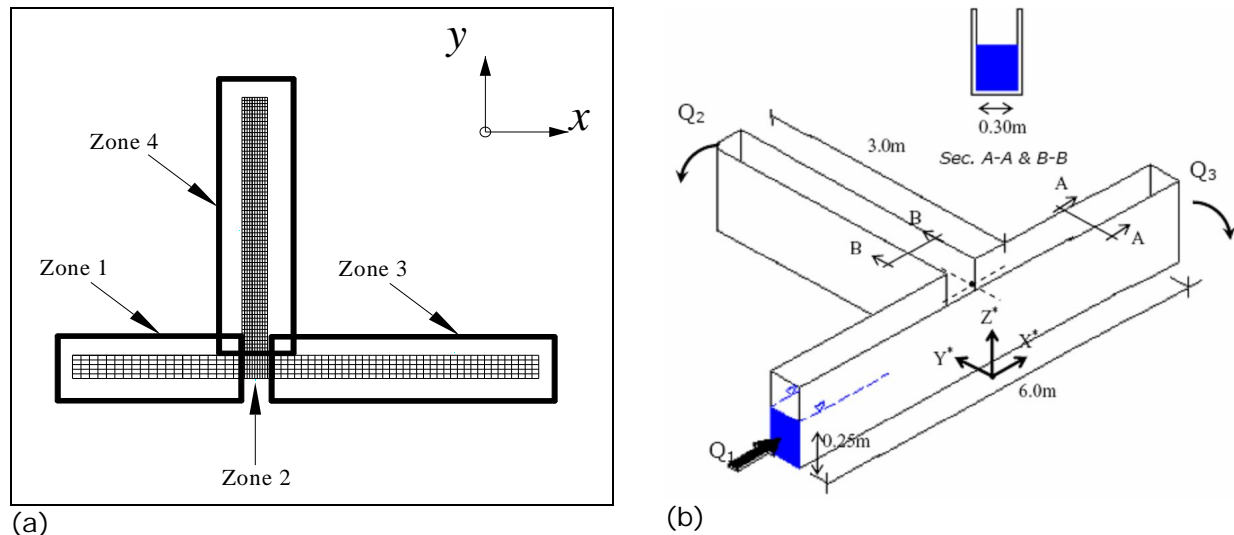 y
x
Zone 4
Zone 1
Zone 3
Zone 2
(a)
0.30m
Sec. A-A & B-B
Q2
3.0m
Q3
A
A
B
B
Z*
Y*
X*
6.0m
0.25m
Q1
(b)